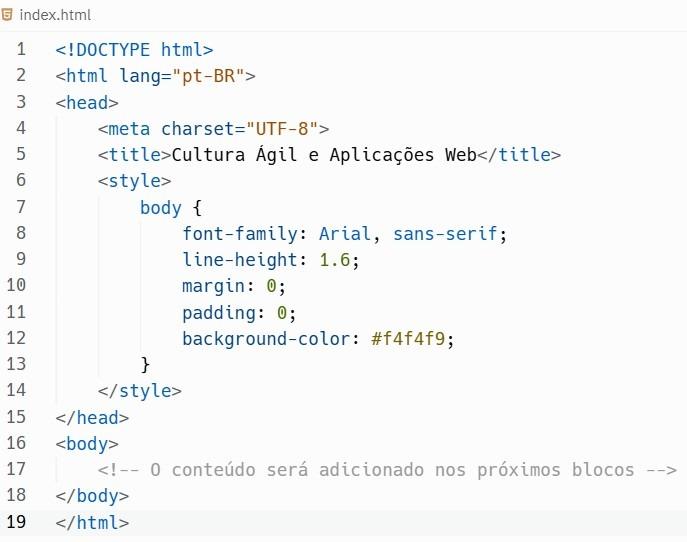 index.html
1 <!DOCTYPE html>
2 <html lang="pt-BR">
3 <head>
4 <meta charset="UTF-8">
5 <title>Cultura Ágil e Aplicações Web</title>
6 <style>
7 body {
8 font-family: Arial, sans-serif;
9 line-height: 1.6;
10 margin: 0;
11 padding: 0;
12 background-color: #f4f4f9;
13 }
14 </style>
15 </head>
16 <body>
17 <!-- O conteúdo será adicionado nos próximos blocos -->
18 </body>
19 </html>